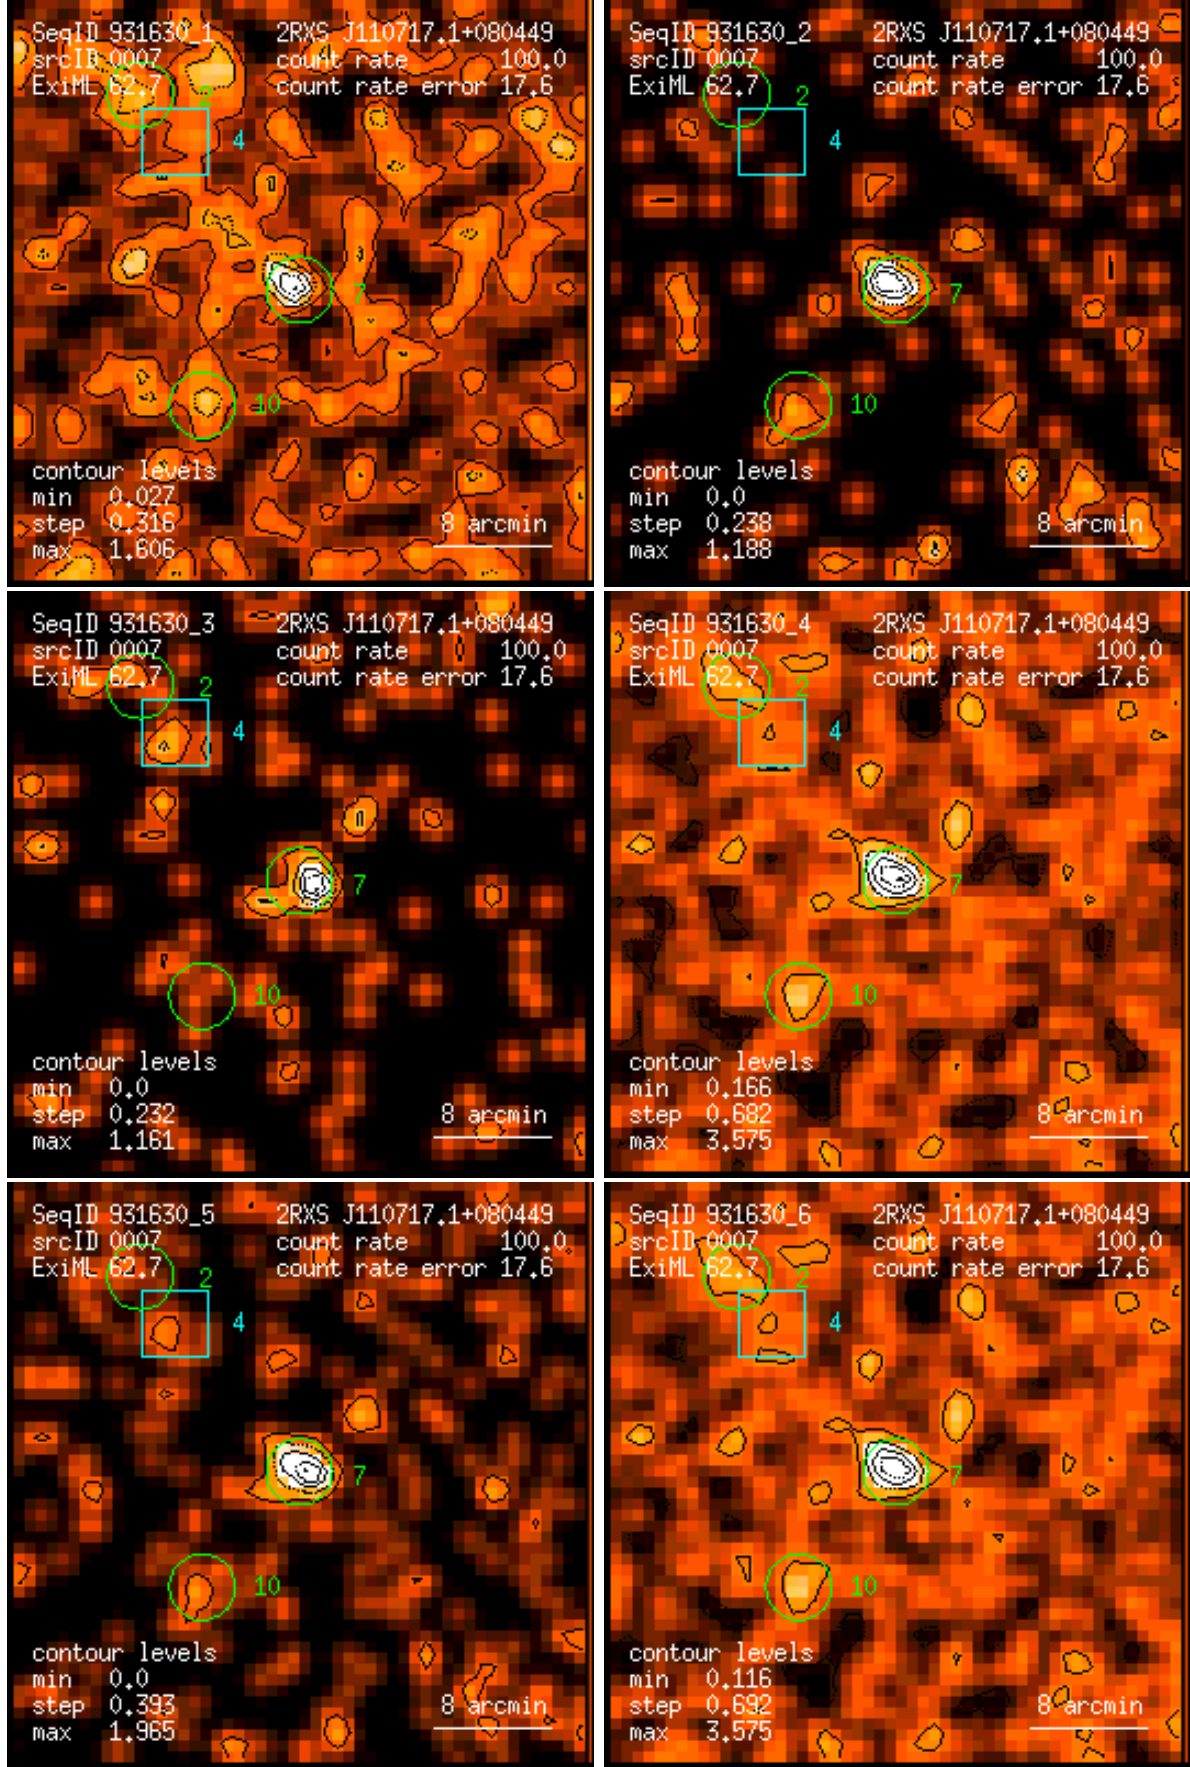 SeqID 931630_1 2RXS J110717.1+080449
srcID 0007 count rate 100.0
ExiML 62.7 count rate error 17.6
2
4
7
10
contour levels
min 0.027
step 0.316 8 arcmin
max 1.606
SeqID 931630_2 2RXS J110717.1+080449
srcID 0007 count rate 100.0
ExiML 62.7 count rate error 17.6
2
4
7
10
contour levels
min 0.0
step 0.238 8 arcmin
max 1.188
SeqID 931630_3 2RXS J110717.1+080449
srcID 0007 count rate 100.0
ExiML 62.7 count rate error 17.6
2
4
7
10
contour levels
min 0.0
step 0.232 8 arcmin
max 1.161
SeqID 931630_4 2RXS J110717.1+080449
srcID 0007 count rate 100.0
ExiML 62.7 count rate error 17.6
2
4
7
10
contour levels
min 0.166
step 0.682 8 arcmin
max 3.575
SeqID 931630_5 2RXS J110717.1+080449
srcID 0007 count rate 100.0
ExiML 62.7 count rate error 17.6
2
4
7
10
contour levels
min 0.0
step 0.393 8 arcmin
max 1.965
SeqID 931630_6 2RXS J110717.1+080449
srcID 0007 count rate 100.0
ExiML 62.7 count rate error 17.6
2
4
7
10
contour levels
min 0.116
step 0.692 8 arcmin
max 3.575